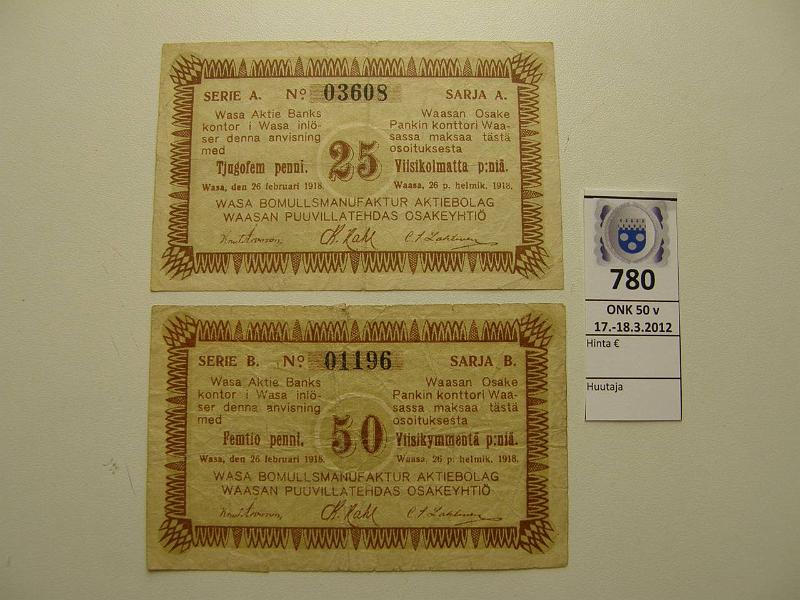 SERIE A. No 03608 SARJA A.
Wasa Aktie Banks
kontor i Wasa inlö-
ser denna anvisning
med
Tjugofem penni.
Wasa, den 26 februari 1918.
25
Waasan Osake
Pankin konttori Waa-
sassa maksaa tästä
osoituksesta
Viisikolmatta p:niä.
Waasa, 26 p. helmik. 1918.
WASA BOMULLSMANUFAKTUR AKTIEBOLAG
WAASAN PUUVILLATEHDAS OSAKEYHTIÖ
SERIE B. No 01196 SARJA B.
Wasa Aktie Banks
kontor i Wasa inlö-
ser denna anvisning
med
Femtio penni.
Wasa, den 26 februari 1918.
50
Waasan Osake
Pankin konttori Waa-
sassa maksaa tästä
osoituksesta
Viisikymmentä p:niä.
Waasa, 26 p. helmik. 1918.
WASA BOMULLSMANUFAKTUR AKTIEBOLAG
WAASAN PUUVILLATEHDAS OSAKEYHTIÖ
780
ONK 50 v
17.-18.3.2012
Hinta €
Huutaja